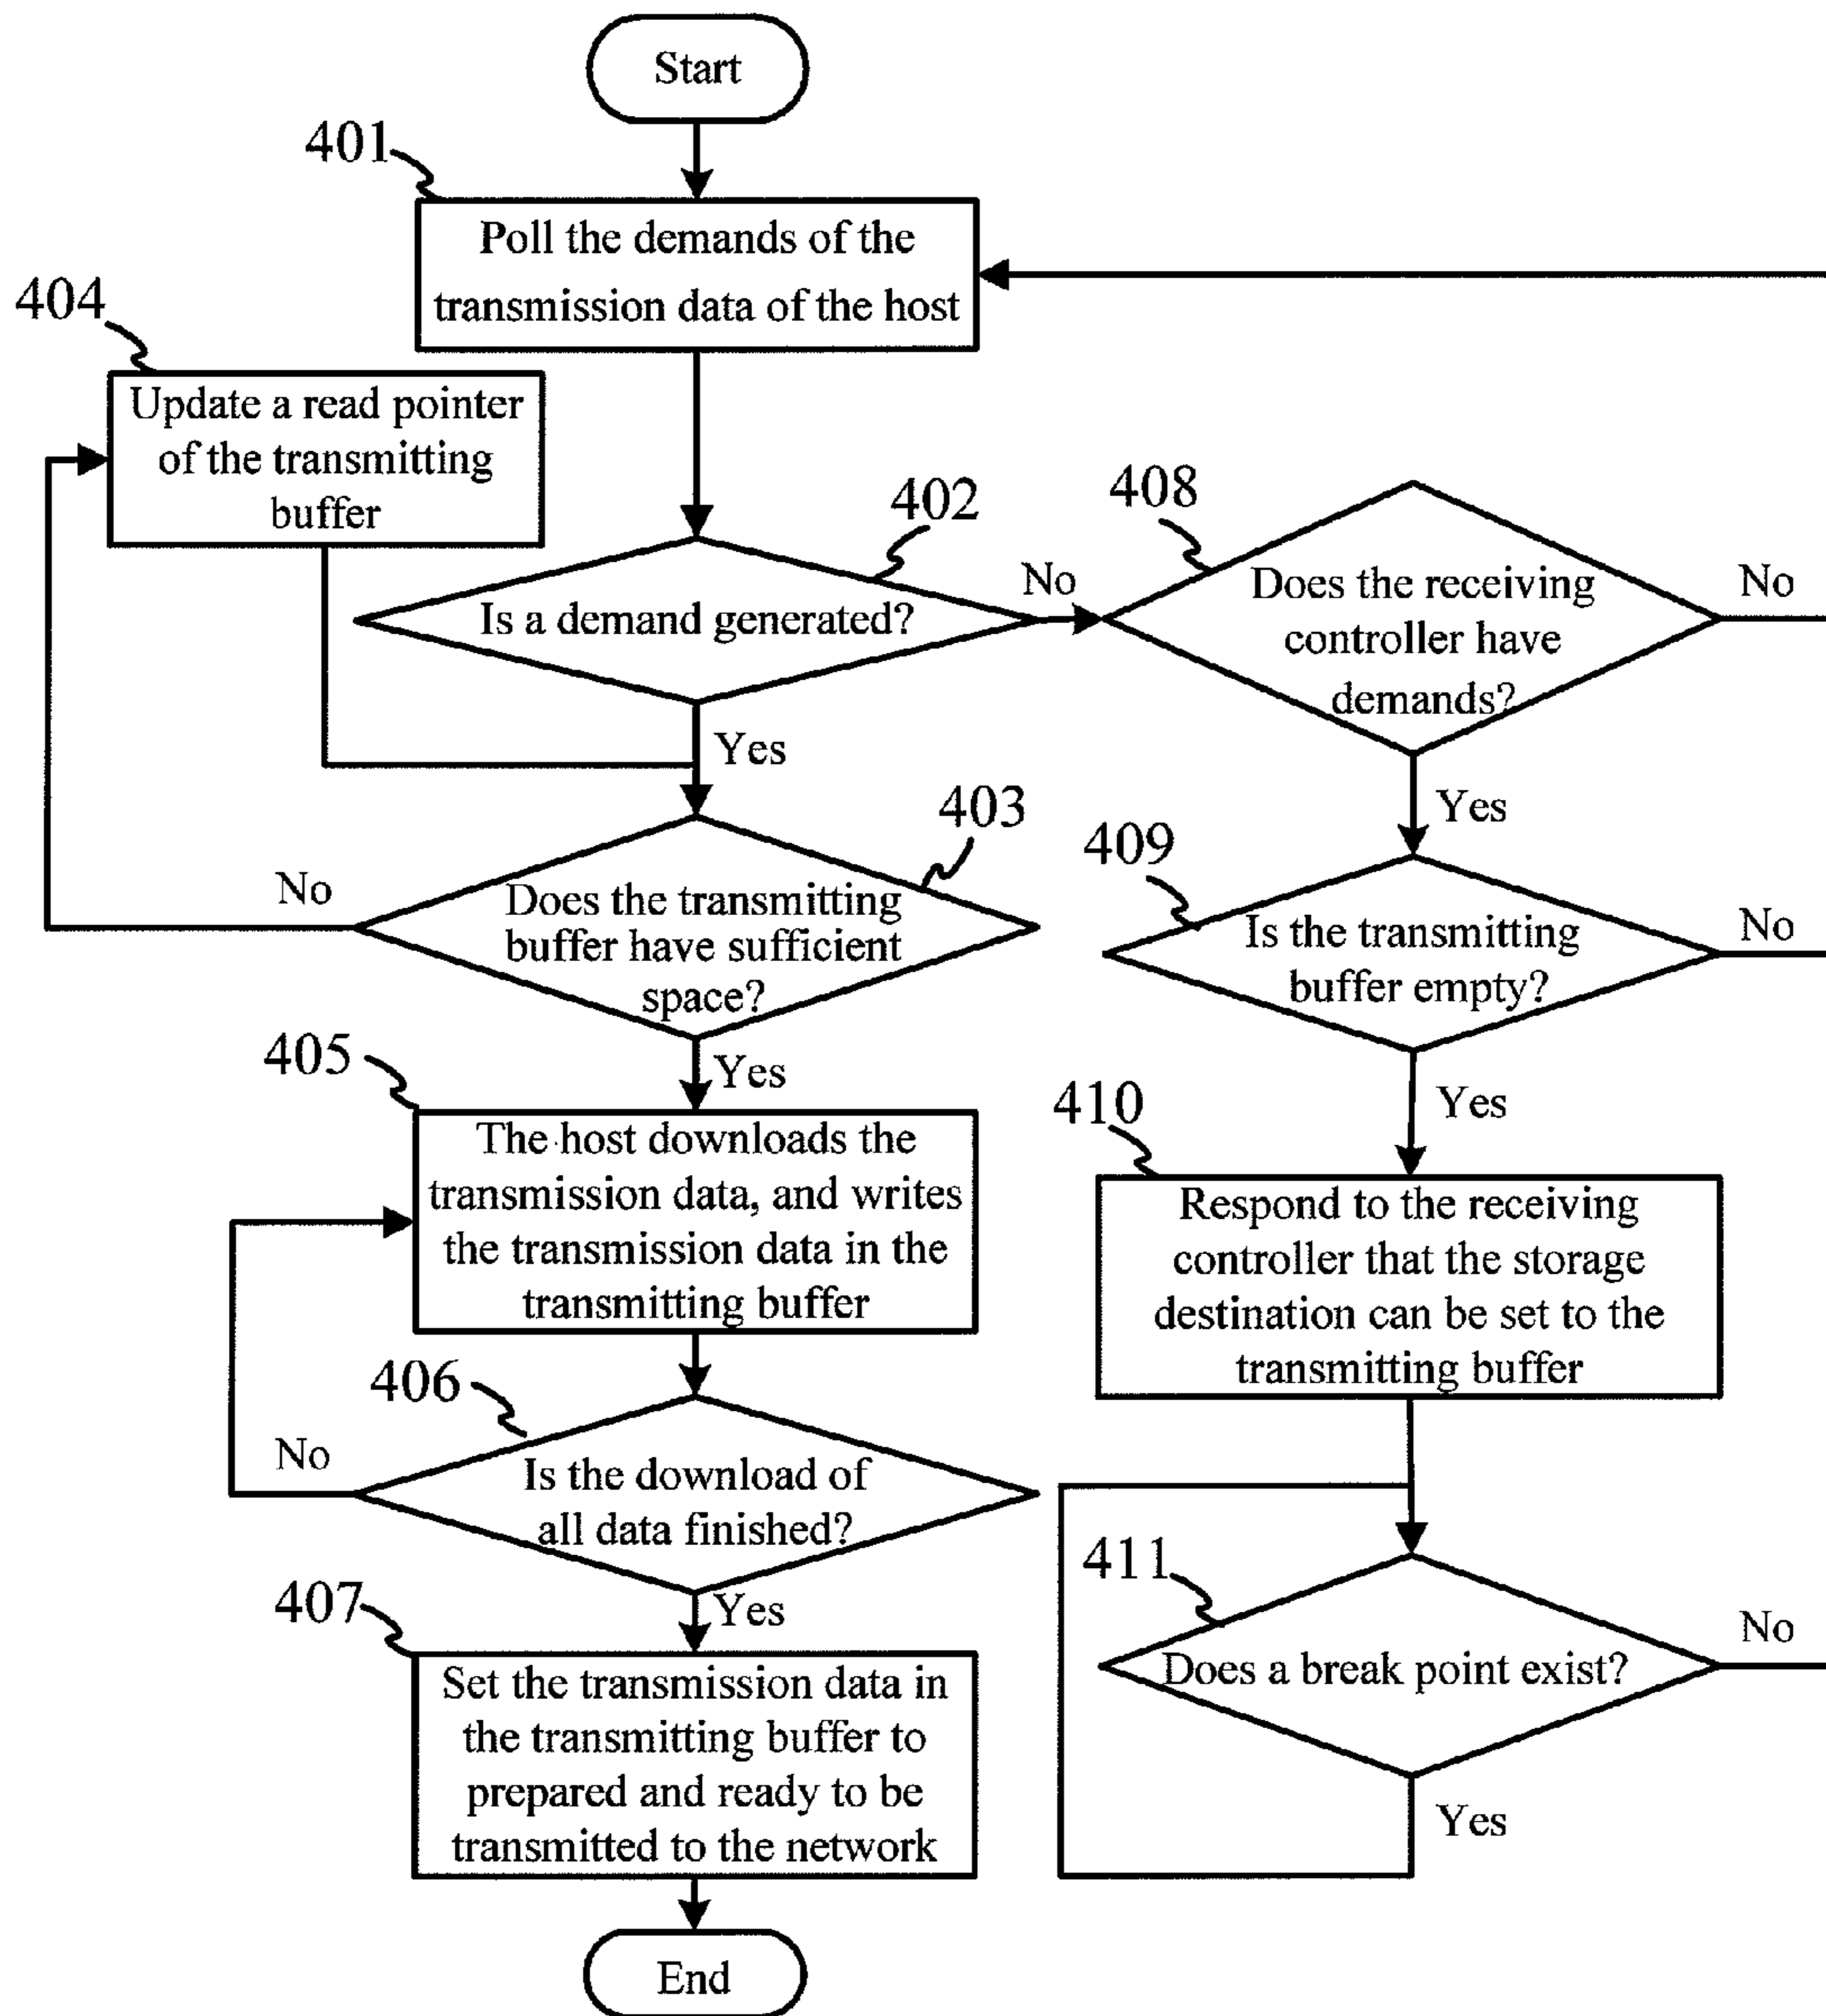 Start
401
Poll the demands of the
transmission data of the host
404
Update a read pointer
of the transmitting
buffer
402
Is a demand generated?
No
408
Does the receiving
controller have
demands?
No
Yes
Yes
403
Does the transmitting
buffer have sufficient
space?
No
409
Is the transmitting
buffer empty?
No
Yes
405
The host downloads the
transmission data, and writes
the transmission data in the
transmitting buffer
Yes
410
Respond to the receiving
controller that the storage
destination can be set to the
transmitting buffer
406
Is the download of
all data finished?
No
Yes
411
Does a break point exist?
No
Yes
407
Set the transmission data in
the transmitting buffer to
prepared and ready to be
transmitted to the network
End